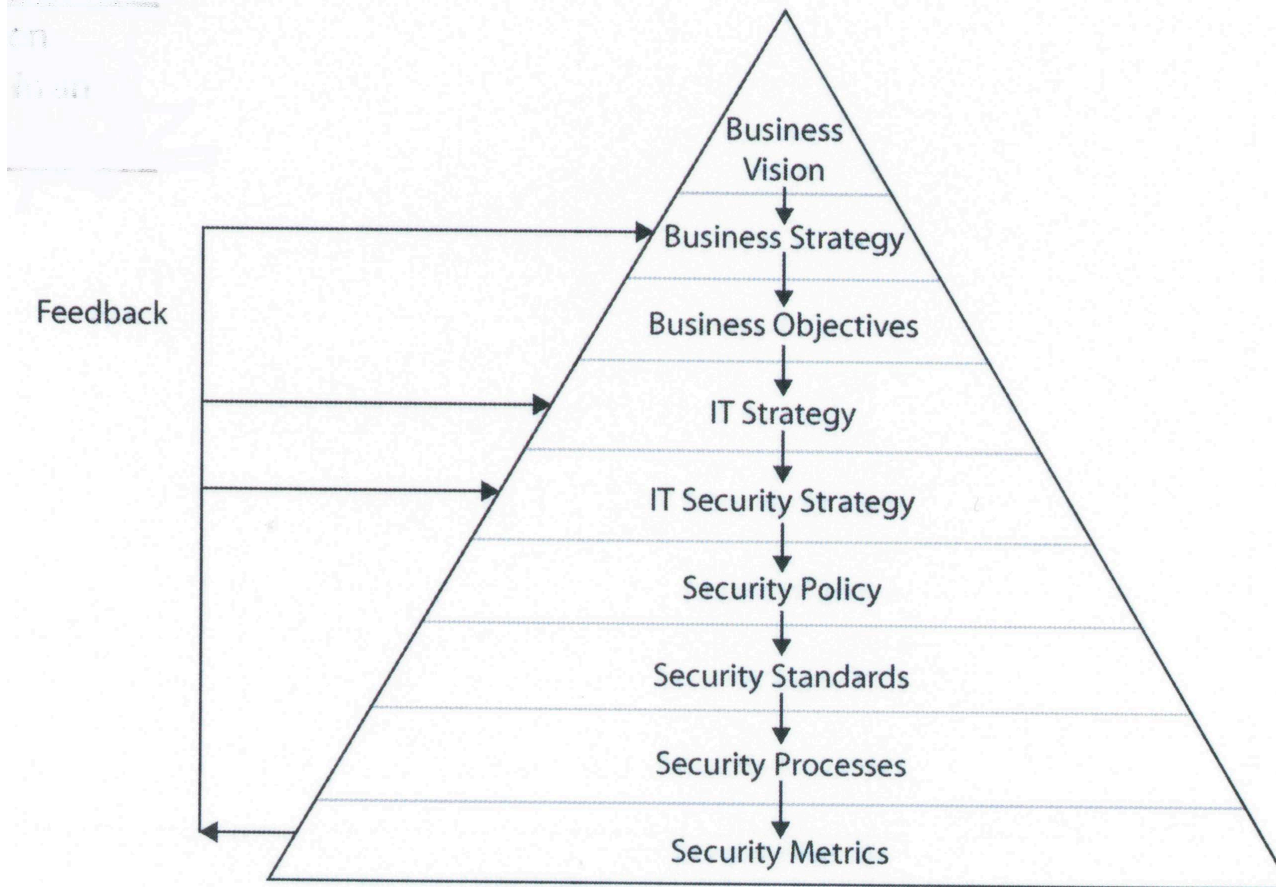 Business
Vision
Business Strategy
Feedback
Business Objectives
IT Strategy
IT Security Strategy
Security Policy
Security Standards
Security Processes
Security Metrics